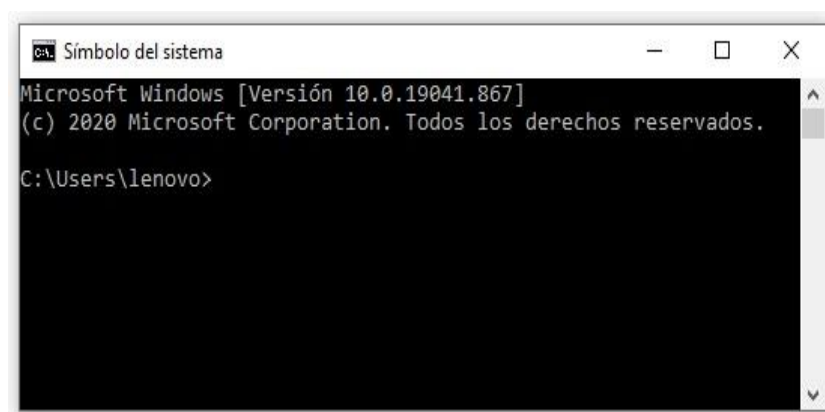 Símbolo del sistema
Microsoft Windows [Versión 10.0.19041.867]
(c) 2020 Microsoft Corporation. Todos los derechos reservados.
C:\Users\lenovo>